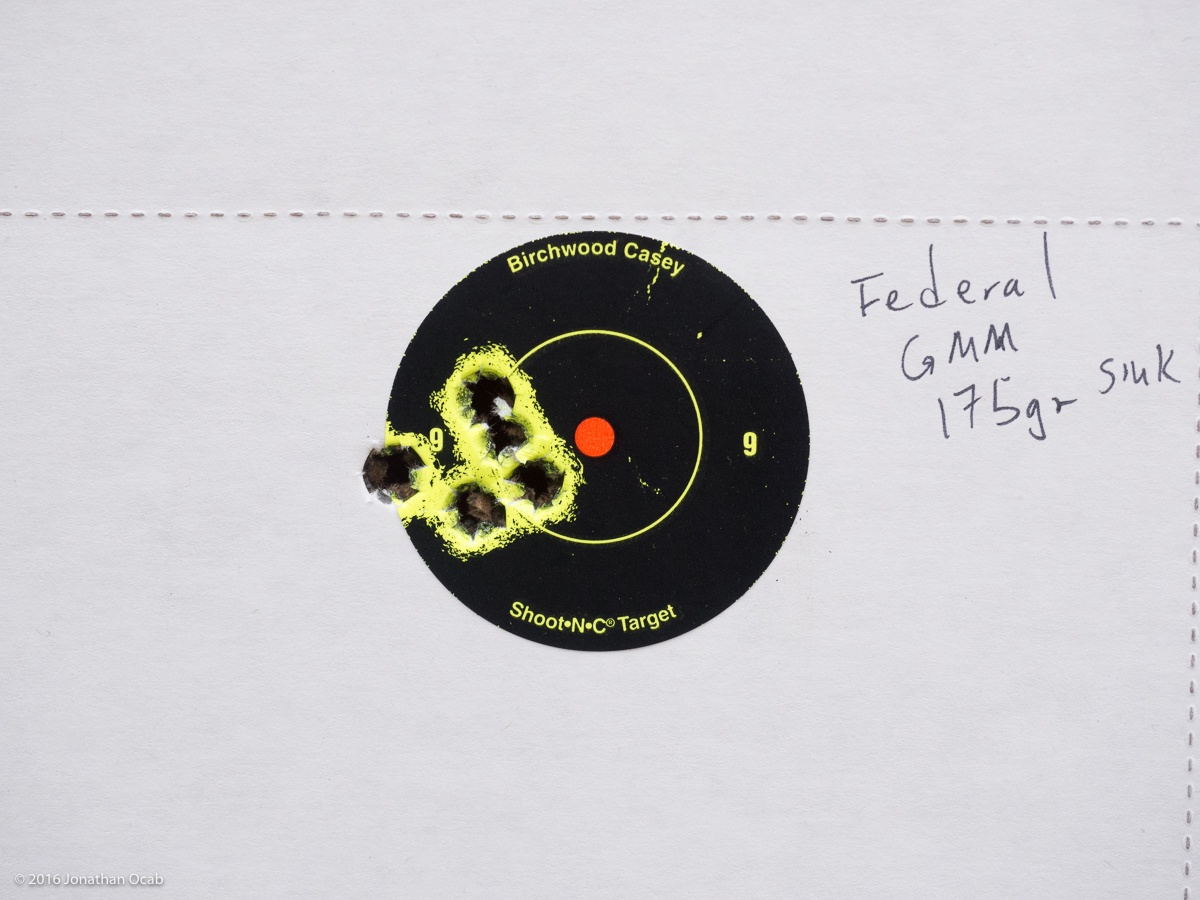 Birchwood Casey
9 9
Shoot•N•C® Target
Federal
GMM
175gr SMK
© 2016 Jonathan Ocab